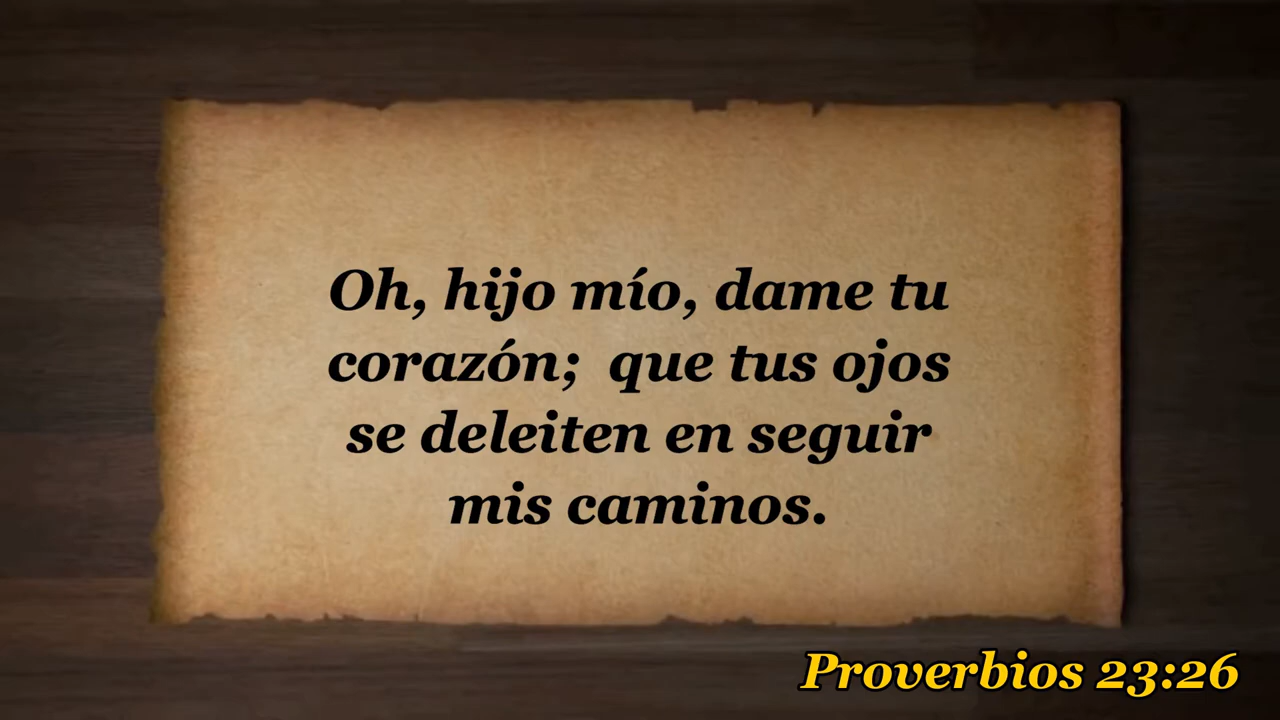 Oh, hijo mío, dame tu
corazón;  que tus ojos
se deleiten en seguir
mis caminos.
Proverbios 23:26